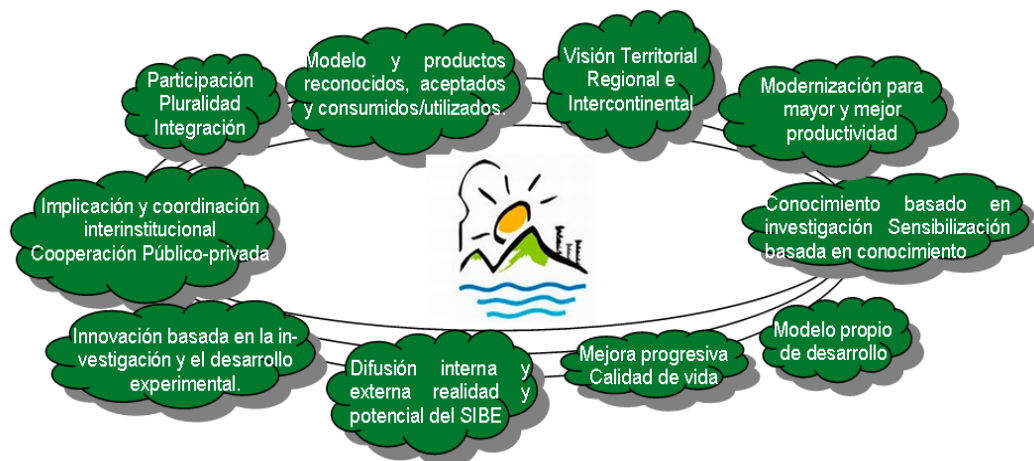 Participación
Pluralidad
Integración
Modelo y productos
reconocidos, aceptados
y consumidos/utilizados.
Visión Territorial
Regional e
Intercontinental
Modernización para
mayor y mejor
productividad
Implicación y coordinación
interinstitucional
Cooperación Público-privada
Conocimiento basado en
investigación Sensibilización
basada en conocimiento
Innovación basada en la in-
vestigación y el desarrollo
experimental.
Difusión interna y
externa realidad y
potencial del SIBE
Mejora progresiva
Calidad de vida
Modelo propio
de desarrollo